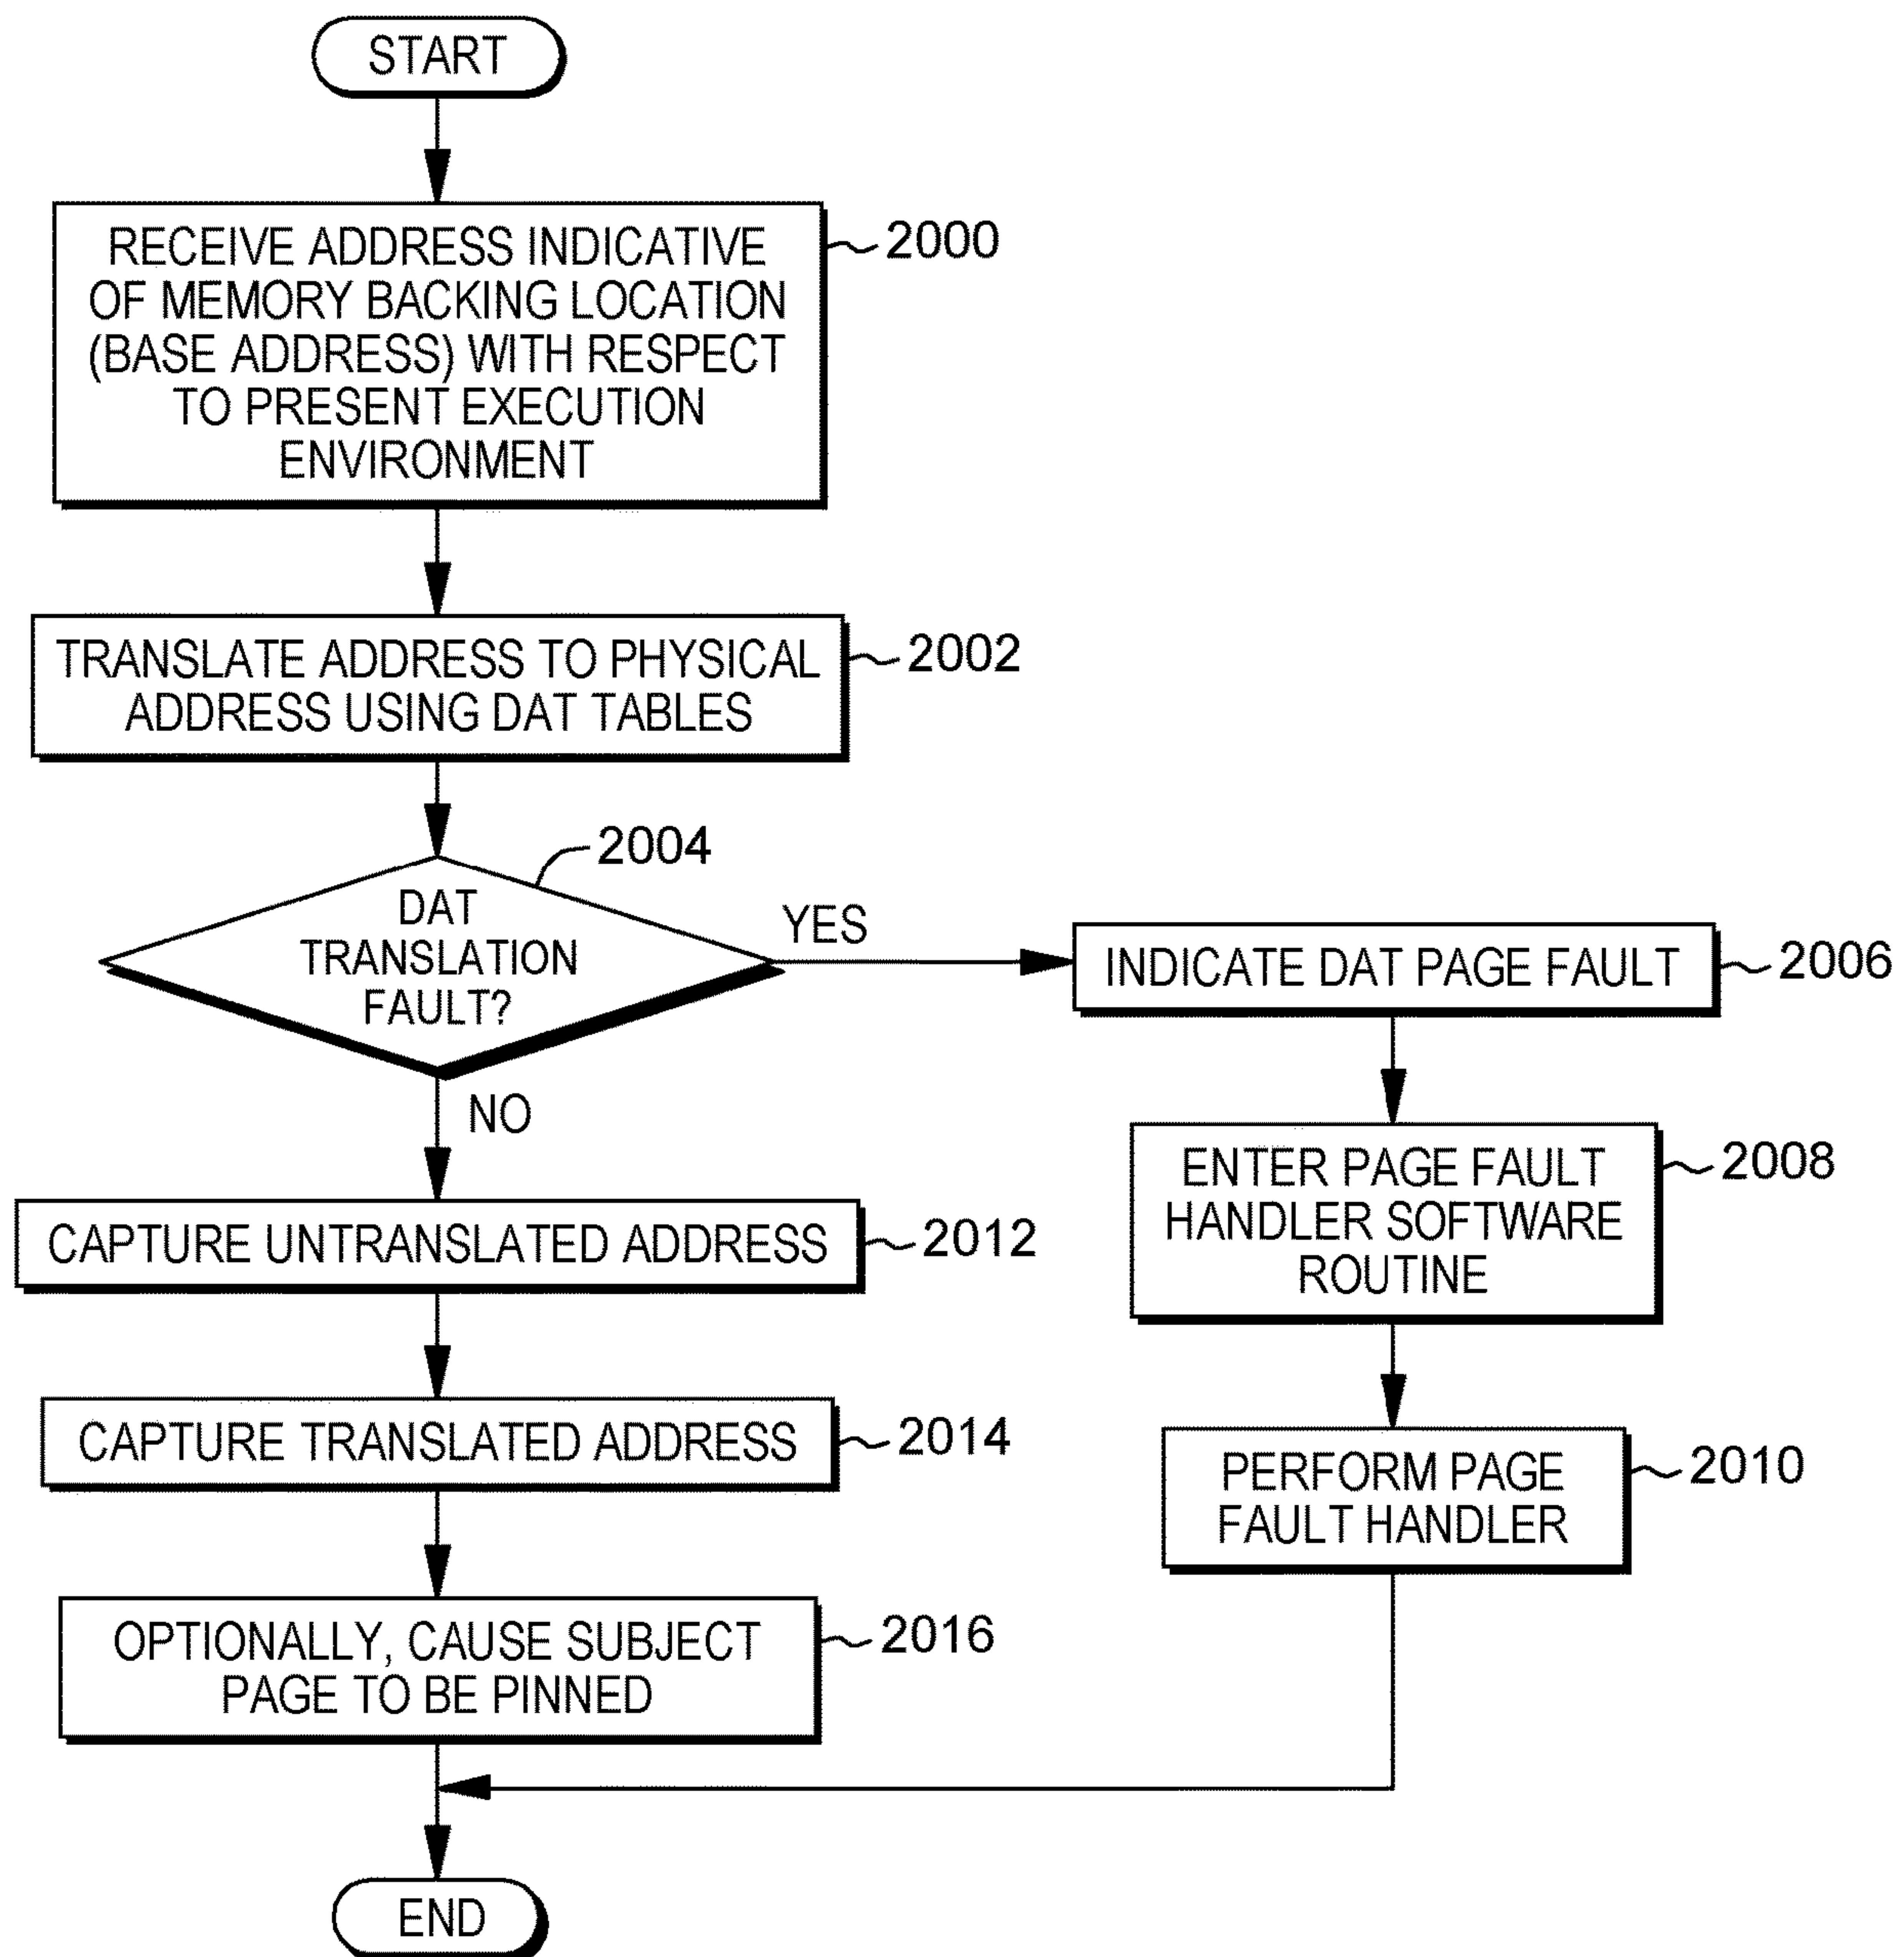 START
RECEIVE ADDRESS INDICATIVE
OF MEMORY BACKING LOCATION
(BASE ADDRESS) WITH RESPECT
TO PRESENT EXECUTION
ENVIRONMENT
2000
TRANSLATE ADDRESS TO PHYSICAL
ADDRESS USING DAT TABLES
2002
DAT
TRANSLATION
FAULT?
2004
YES
INDICATE DAT PAGE FAULT
2006
ENTER PAGE FAULT
HANDLER SOFTWARE
ROUTINE
2008
PERFORM PAGE
FAULT HANDLER
2010
NO
CAPTURE UNTRANSLATED ADDRESS
2012
CAPTURE TRANSLATED ADDRESS
2014
OPTIONALLY, CAUSE SUBJECT
PAGE TO BE PINNED
2016
END